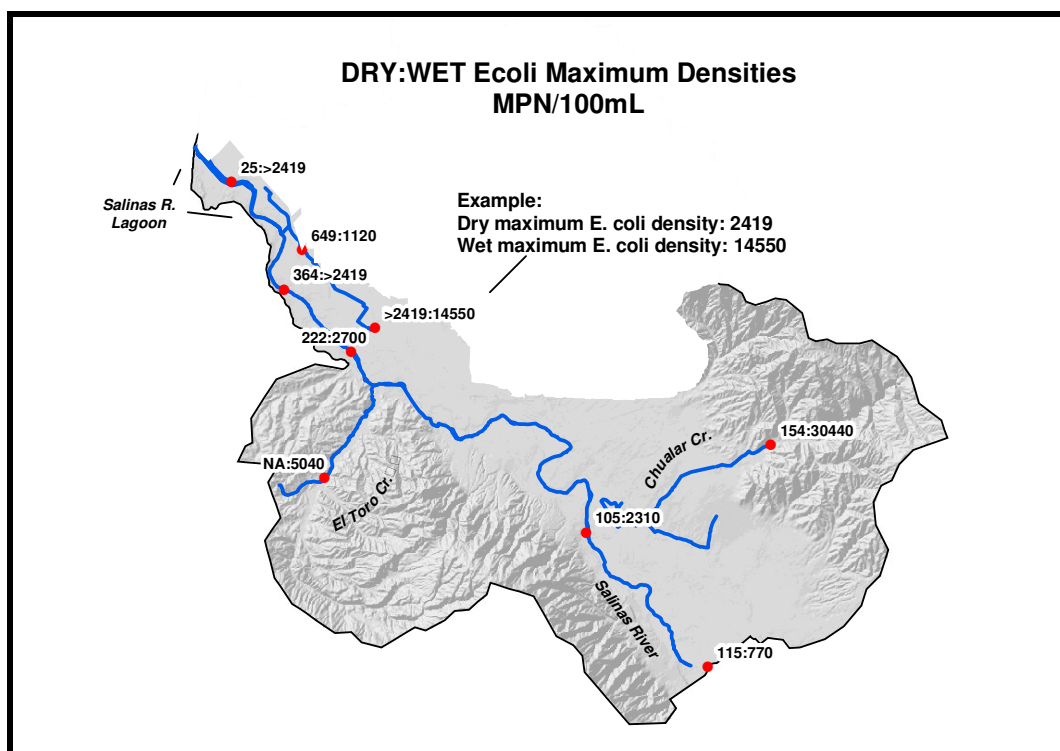 DRY:WET Ecoli Maximum Densities
MPN/100mL
25:>2419
Salinas R.
Lagoon
Example:
Dry maximum E. coli density: 2419
Wet maximum E. coli density: 14550
649:1120
364:>2419
>2419:14550
222:2700
154:30440
Chualar Cr.
NA:5040
El Toro Cr.
105:2310
Salinas River
115:770